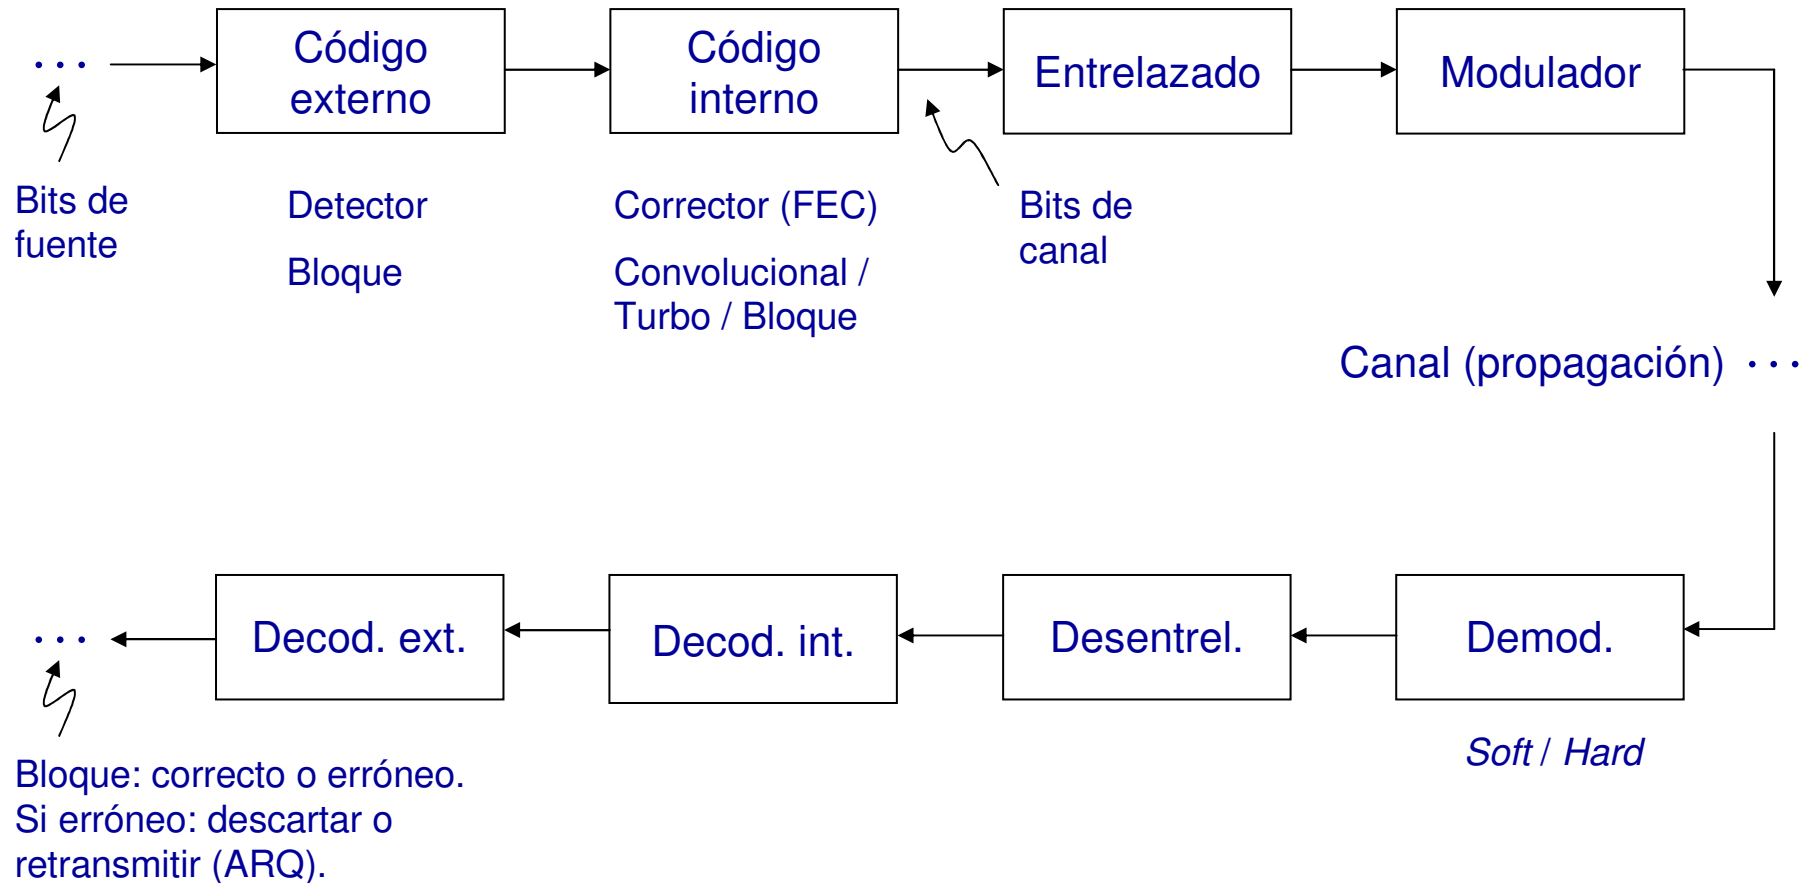 Código
externo
Código
interno
Entrelazado
Modulador
Bits de
fuente
Detector
Bloque
Corrector (FEC)
Convolucional /
Turbo / Bloque
Bits de
canal
Canal (propagación) ...
Decod. ext.
Decod. int.
Desentrel.
Demod.
Soft / Hard
Bloque: correcto o erróneo.
Si erróneo: descartar o
retransmitir (ARQ).